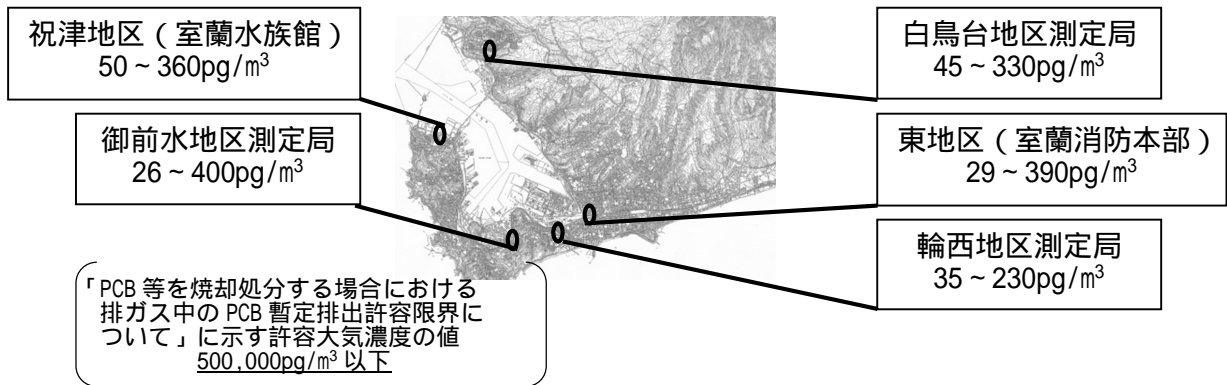 祝津地区(室蘭水族館)
50~360pg/m³
御前水地区測定局
26~400pg/m³
「PCB 等を焼却処分する場合における
排ガス中の PCB 暫定排出許容限界に
ついて」に示す許容大気濃度の値
500,000pg/m³ 以下
白鳥台地区測定局
45~330pg/m³
東地区(室蘭消防本部)
29~390pg/m³
輪西地区測定局
35~230pg/m³